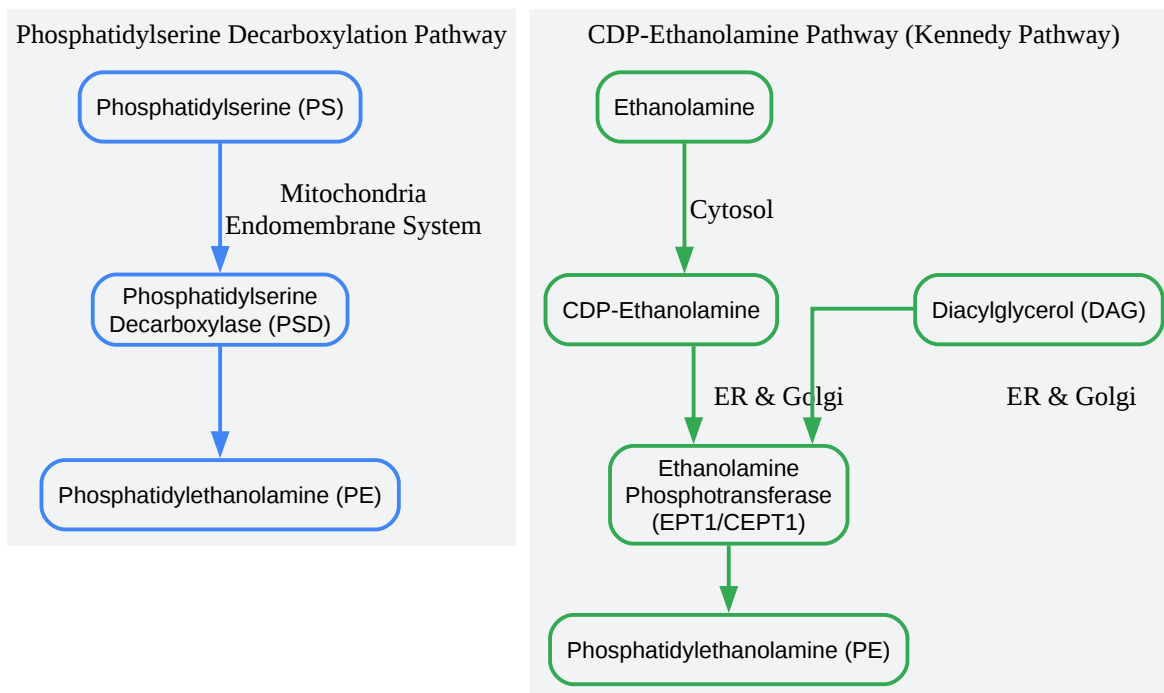 Phosphatidylserine Decarboxylation Pathway
Phosphatidylserine (PS)
Mitochondria
Endomembrane System
Phosphatidylserine
Decarboxylase (PSD)
Phosphatidylethanolamine (PE)
CDP-Ethanolamine Pathway (Kennedy Pathway)
Ethanolamine
Cytosol
CDP-Ethanolamine
Diacylglycerol (DAG)
ER & Golgi
ER & Golgi
Ethanolamine
Phosphotransferase
(EPT1/CEPT1)
Phosphatidylethanolamine (PE)